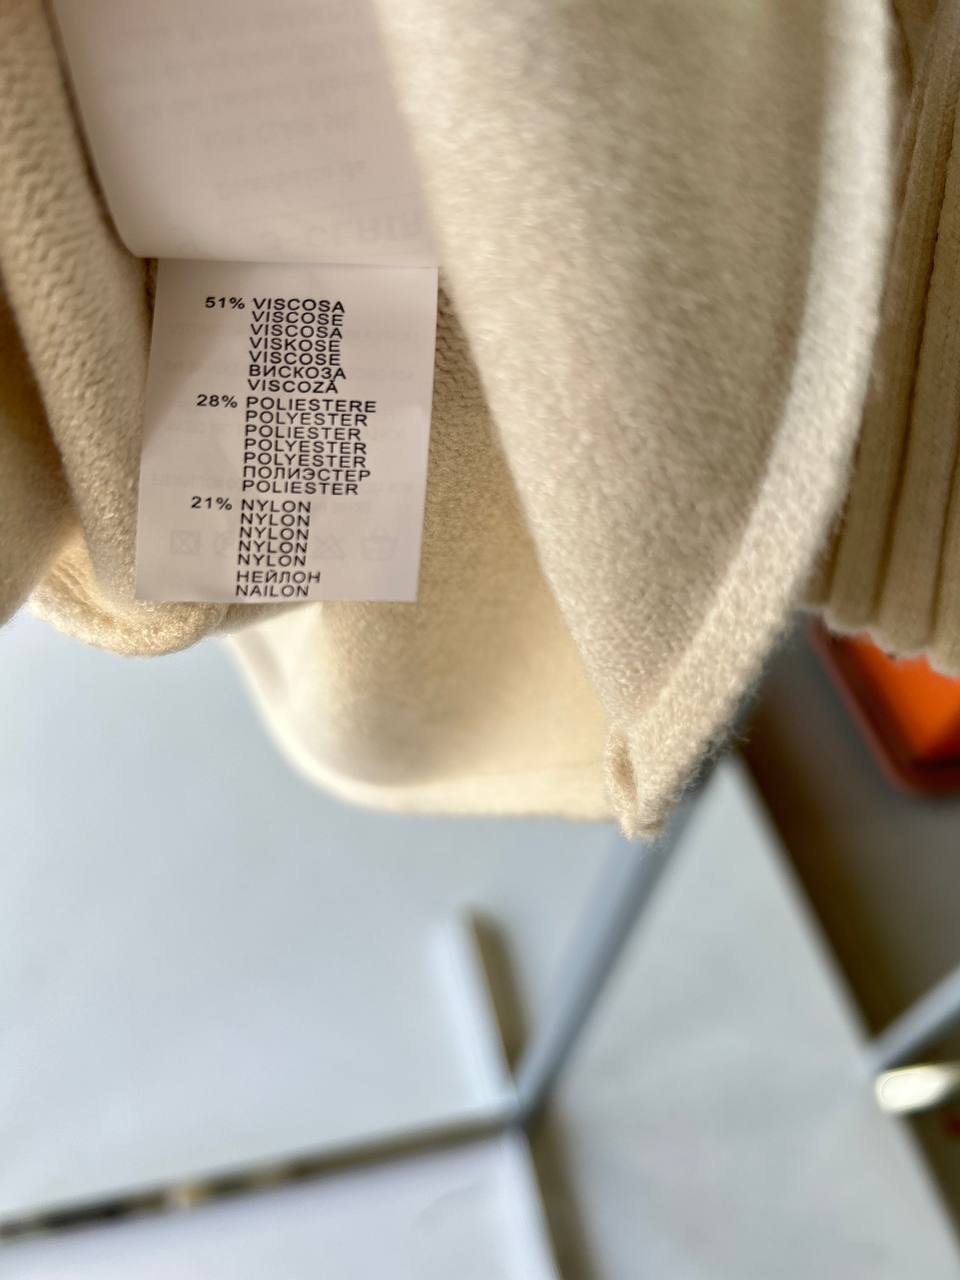 51% VISCOSA
VISCOSE
VISCOSA
VISKOSE
VISCOSE
ВИСКОЗА
VISCOZĂ
28% POLIESTERE
POLYESTER
POLIESTER
POLYESTER
POLYESTER
ПОЛИЭСТЕР
POLIESTER
21% NYLON
NYLON
NYLON
NYLON
NYLON
НЕЙЛОН
NAILON